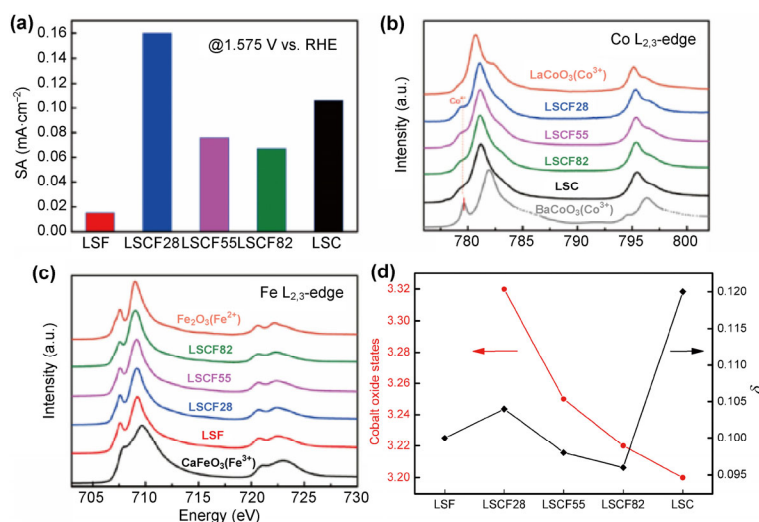 (a)
@1.575 V vs. RHE
SA (mA·cm⁻²)
0.16
0.14
0.12
0.10
0.08
0.06
0.04
0.02
0.00
LSF LSCF28 LSCF55 LSCF82 LSC
(b)
Co L₂,₃-edge
Intensity (a.u.)
LaCoO₃(Co³⁺)
LSCF28
LSCF55
LSCF82
LSC
BaCoO₃(Co³⁺)
780 785 790 795 800
(c)
Fe L₂,₃-edge
Intensity (a.u.)
Fe₂O₃(Fe²⁺)
LSCF82
LSCF55
LSCF28
LSF
CaFeO₃(Fe³⁺)
705 710 715 720 725 730
Energy (eV)
(d)
Cobalt oxide states
3.32
3.30
3.28
3.26
3.24
3.22
3.20
0.120
0.115
0.110
0.105
0.100
0.095
δ
LSF LSCF28 LSCF55 LSCF82 LSC